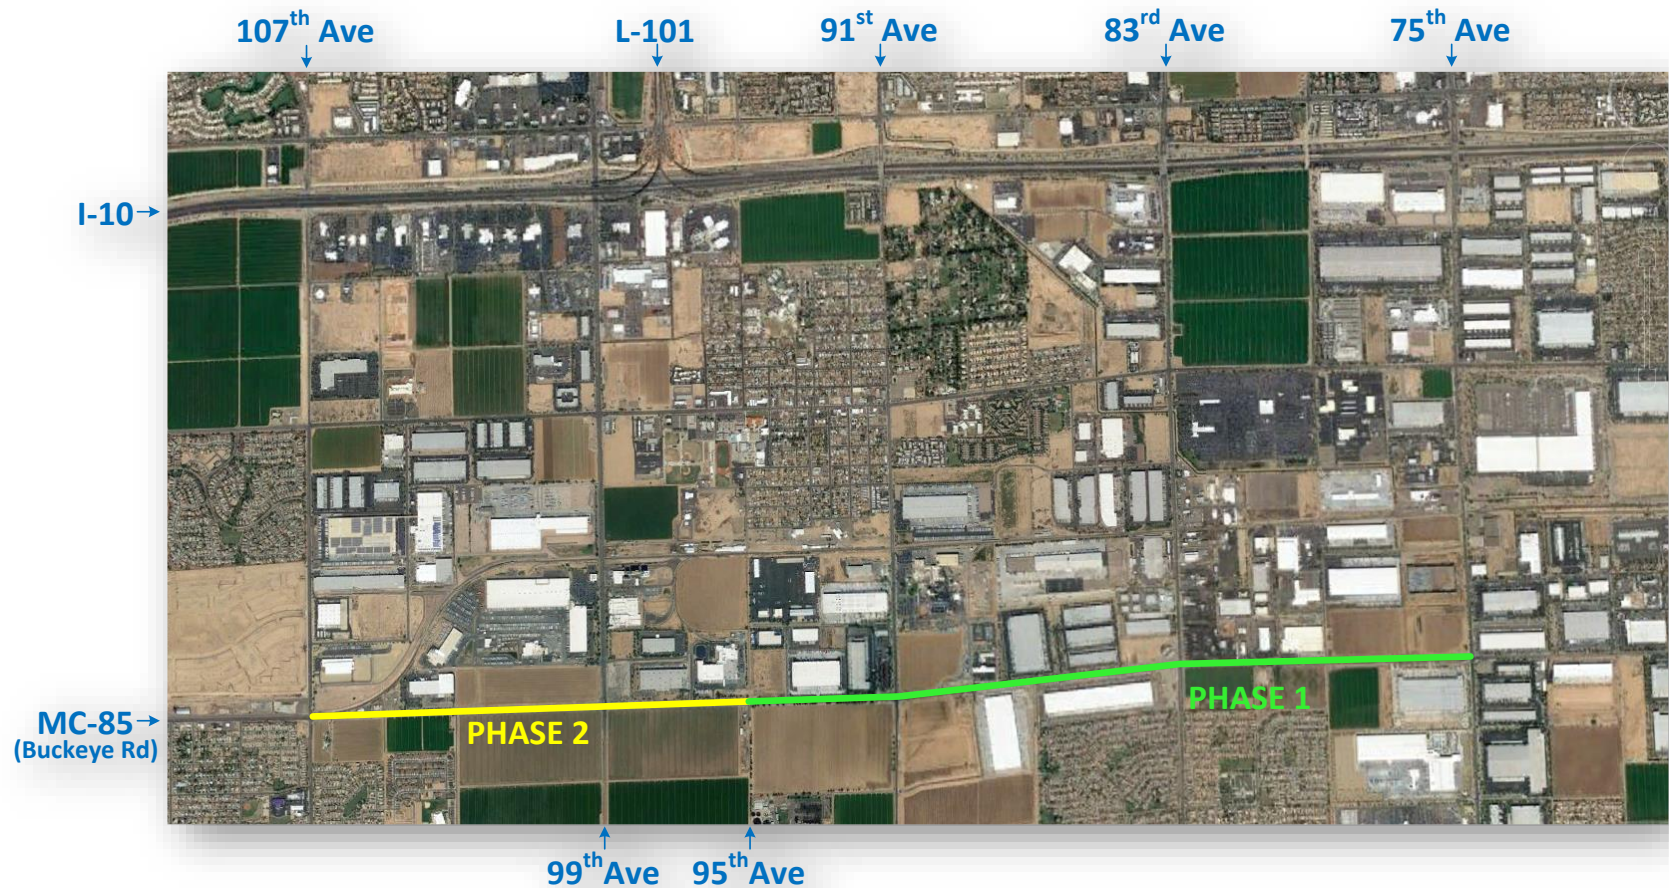 107th Ave
L-101
91st Ave
83rd Ave
75th Ave
I-10
PHASE 1
MC-85
(Buckeye Rd)
PHASE 2
99th Ave
95th Ave